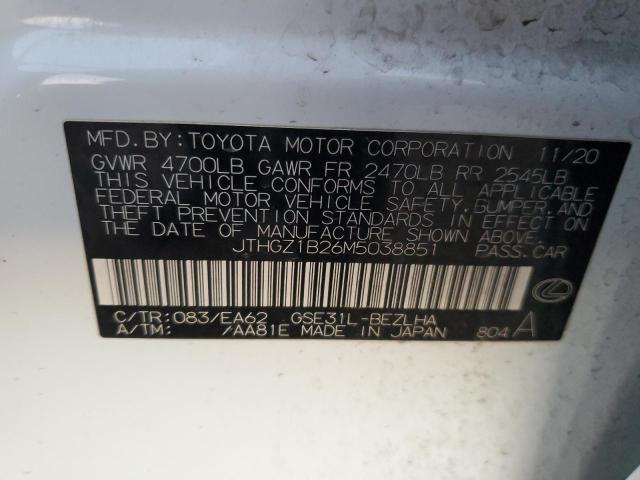 MFD. BY: TOYOTA MOTOR CORPORATION 11/20
GVWR 4700LB GAWR FR 2470LB RR 2545LB
THIS VEHICLE CONFORMS TO ALL APPLICABLE
FEDERAL MOTOR VEHICLE SAFETY, BUMPER, AND
THEFT PREVENTION STANDARDS IN EFFECT ON
THE DATE OF MANUFACTURE SHOWN ABOVE.
JTHGZ1B26M5038851 PASS.CAR
C/TR: 083/EA62 GSE31L-BEZLHA
A/TM: /AA81E MADE IN JAPAN 804 A